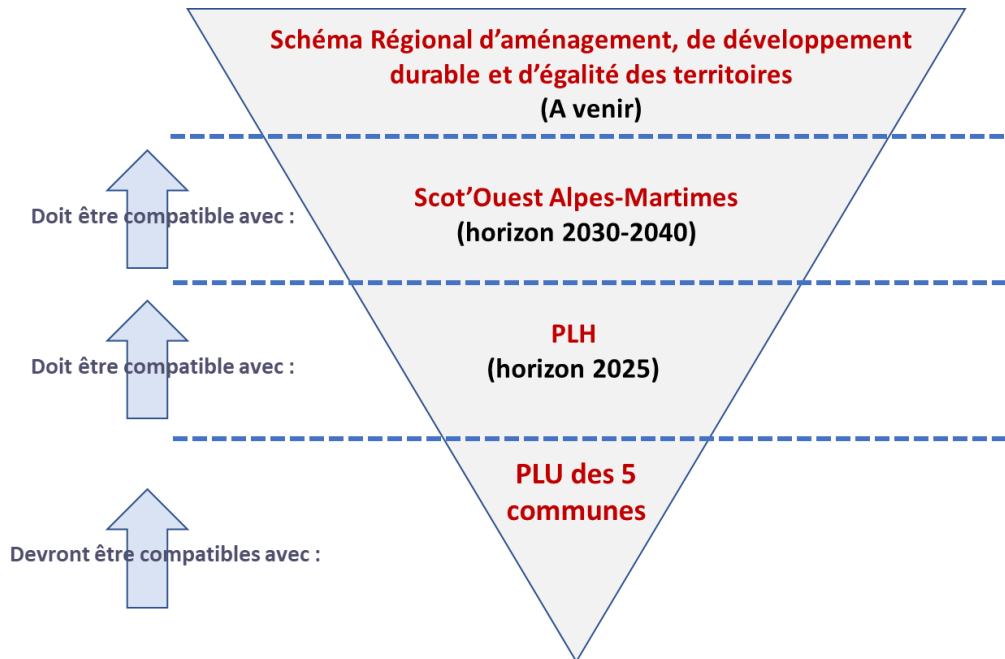 Schéma Régional d'aménagement, de développement
durable et d'égalité des territoires
(A venir)
Doit être compatible avec :
Scot'Ouest Alpes-Martimes
(horizon 2030-2040)
Doit être compatible avec :
PLH
(horizon 2025)
PLU des 5
communes
Devront être compatibles avec :